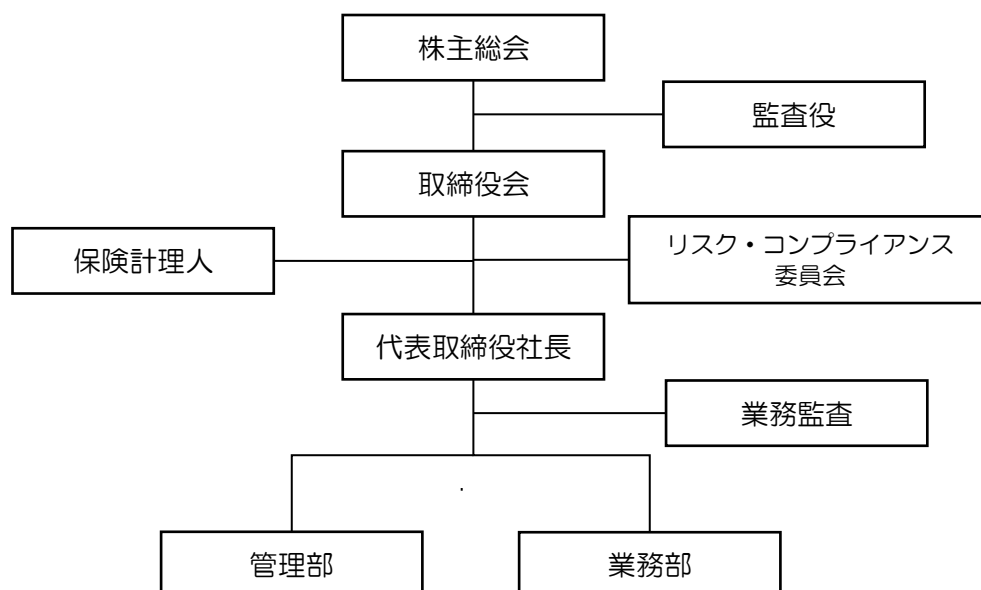 株主総会
監査役
取締役会
保険計理人
リスク・コンプライアンス
委員会
代表取締役社長
業務監査
管理部
業務部